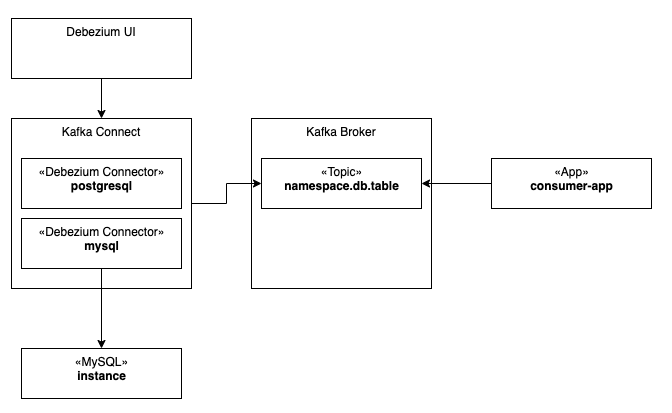 Debezium UI
Kafka Connect
«Debezium Connector»
postgresql
«Debezium Connector»
mysql
Kafka Broker
«Topic»
namespace.db.table
«App»
consumer-app
«MySQL»
instance